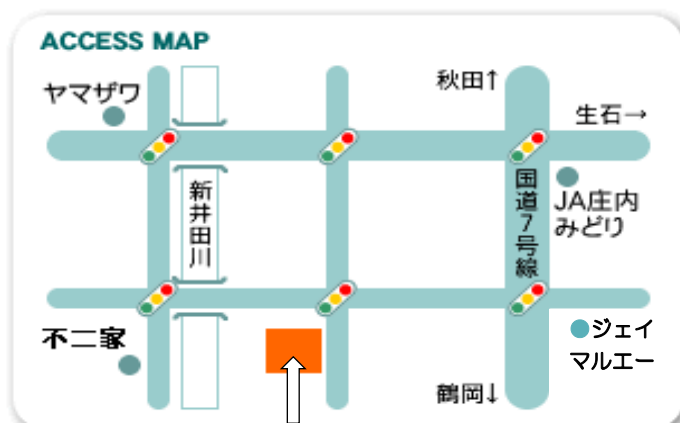 ACCESS MAP
ヤマザワ
秋田↑
生石→
新井田川
国道7号線
JA庄内
みどり
不二家
ジェイ
マルエー
鶴岡↓